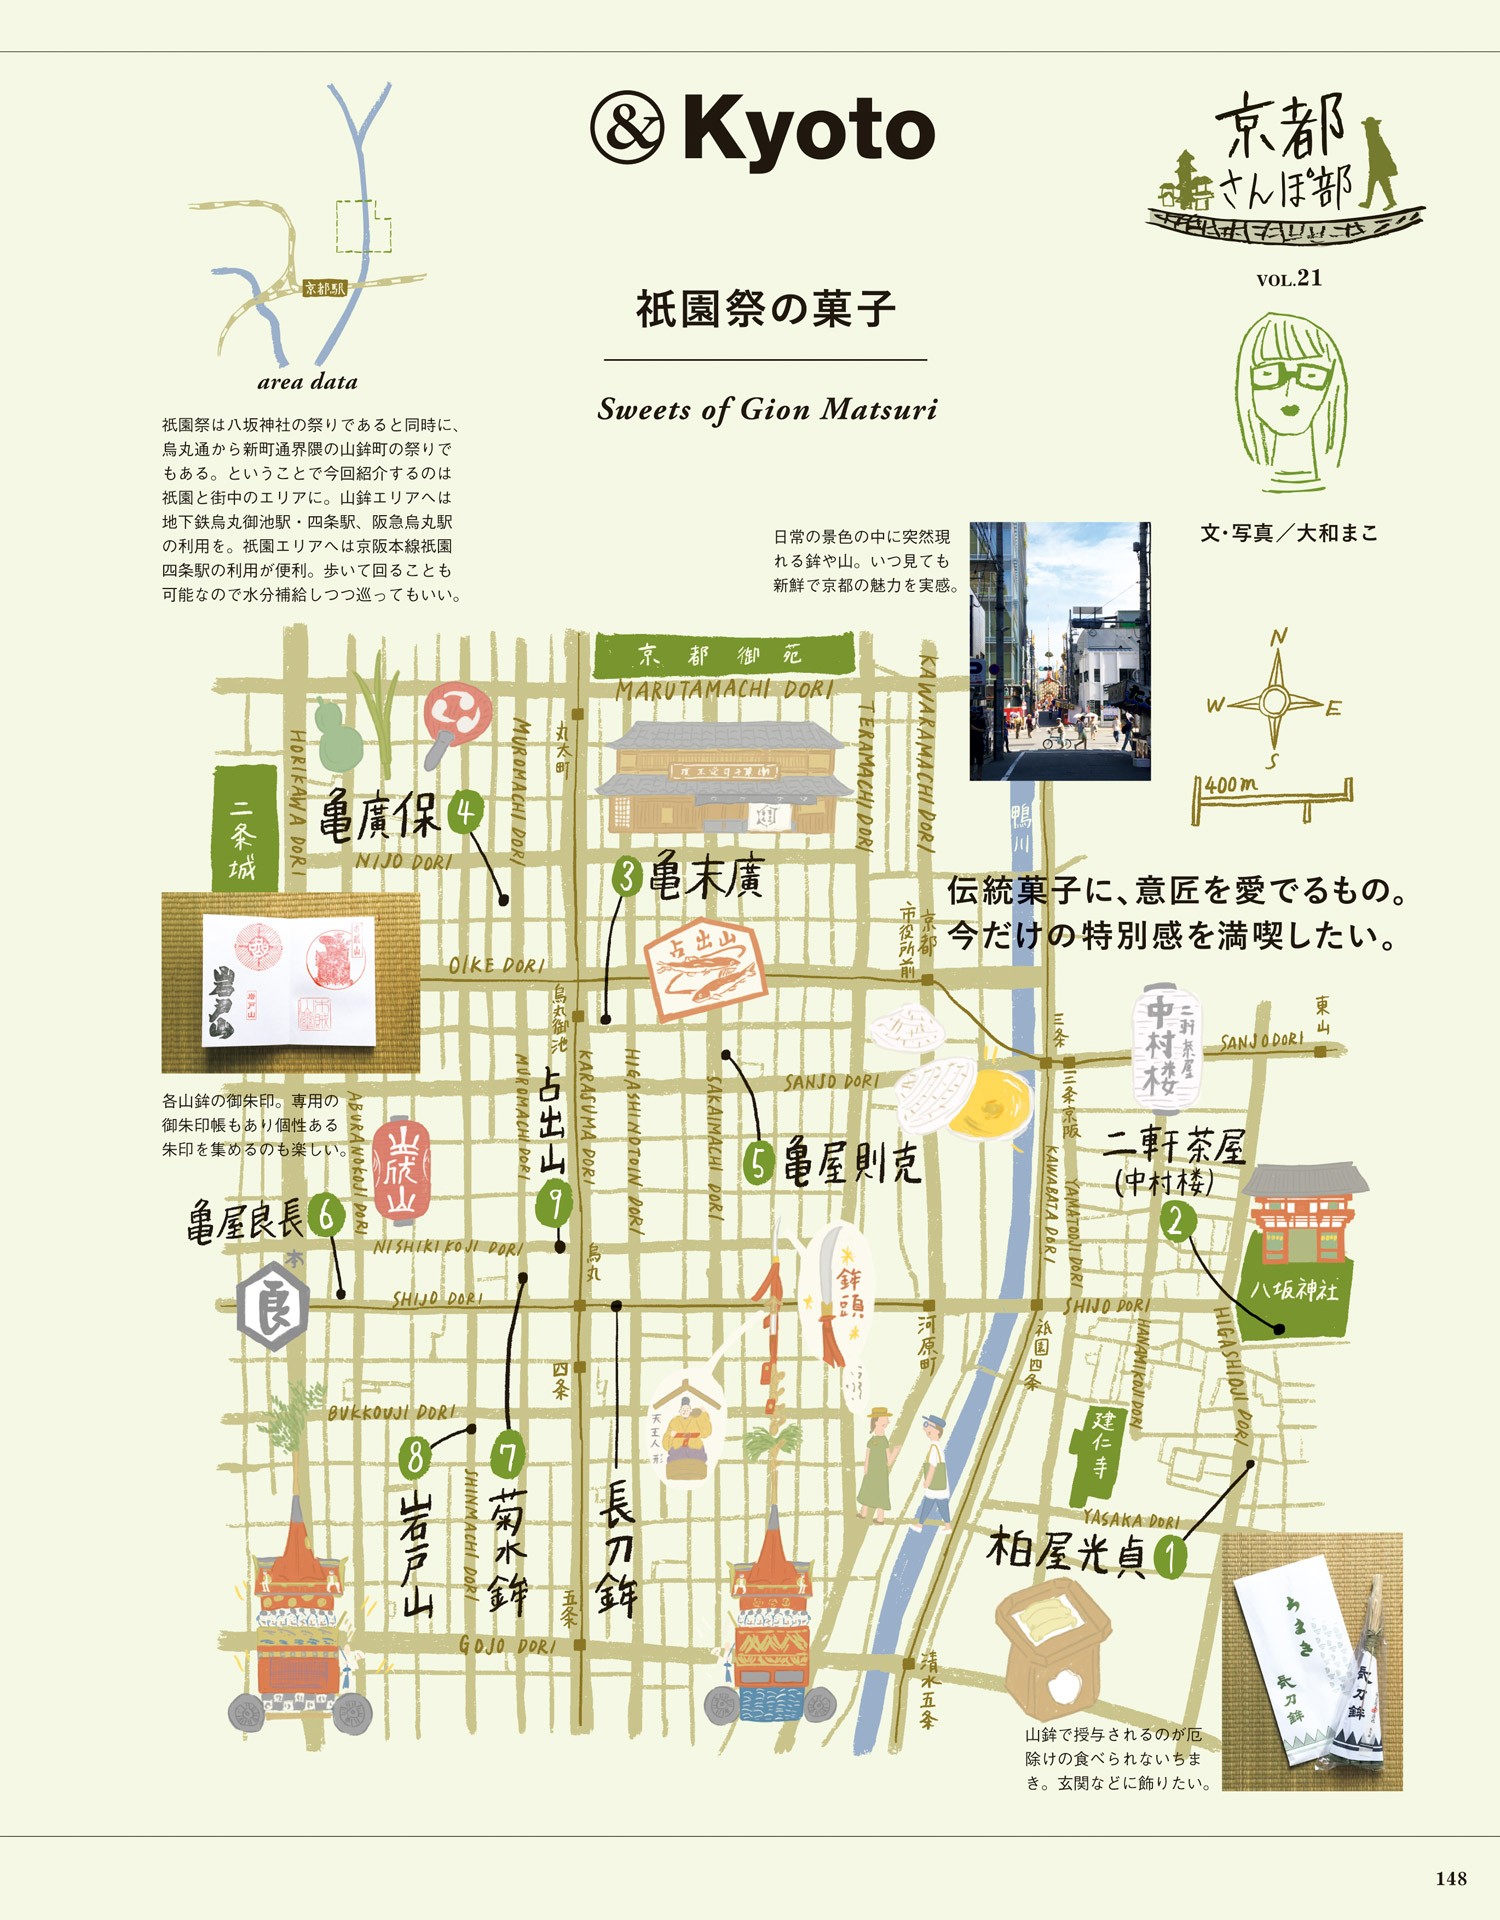 & Kyoto
京都
さんぽ部
VOL.21
文・写真／大和まこ
祇園祭の菓子
Sweets of Gion Matsuri
京都駅
area data
祇園祭は八坂神社の祭りであると同時に、
烏丸通から新町通界隈の山鉾町の祭りで
もある。ということで今回紹介するのは
祇園と街中のエリアに。山鉾エリアへは
地下鉄烏丸御池駅・四条駅、阪急烏丸駅
の利用を。祇園エリアへは京阪本線祇園
四条駅の利用が便利。歩いて回ることも
可能なので水分補給しつつ巡ってもいい。
日常の景色の中に突然現
れる鉾や山。いつ見ても
新鮮で京都の魅力を実感。
N
W
E
S
400m
伝統菓子に、意匠を愛でるもの。
今だけの特別感を満喫したい。
京都御苑
MARUTAMACHI DORI
HORIKAWA DORI
MUROMACHI DORI
丸太町
TERAMACHI DORI
KAWARAMACHI DORI
鴨川
二条城
亀廣保 4
NIJO DORI
3 亀末廣
占出山
京都
市役所前
OIKE DORI
烏丸御池
岩戸山
各山鉾の御朱印。専用の
御朱印帳もあり個性ある
朱印を集めるのも楽しい。
ABURANOKOJI DORI
MUROMACHI DORI
KARASUMA DORI
HIGASHINOTOIN DORI
SAKAIMACHI DORI
SANJO DORI
占出山
9
5 亀屋則克
三条
三条京阪
SANJO DORI
東山
二軒茶屋
中村楼
二軒茶屋
(中村楼)
2
KAWABATA DORI
YAMATOOJI DORI
亀屋良長 6
本
良
NISHIKIKOJI DORI
烏丸
SHIJO DORI
鉾頭
河原町
祇園四条
SHIJO DORI
HANAMIKOJI DORI
HIGASHIOJI DORI
八坂神社
四条
天王人形
BUKKOUJI DORI
8
岩戸山
SHINMACHI DORI
7
菊水鉾
長刀鉾
建仁寺
YASAKA DORI
柏屋光貞 1
五条
GOJO DORI
清水五条
ちまき
長刀鉾
長刀鉾
山鉾で授与されるのが厄
除けの食べられないちま
き。玄関などに飾りたい。
148